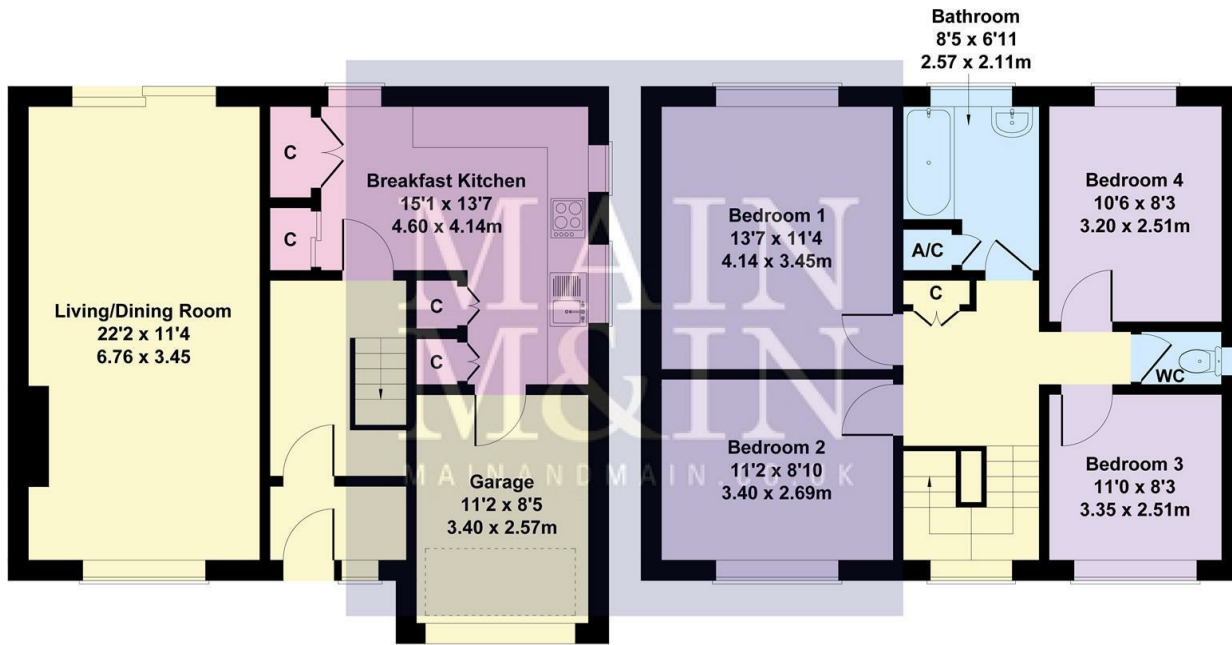 Bathroom
8'5 x 6'11
2.57 x 2.11m
C
Breakfast Kitchen
15'1 x 13'7
4.60 x 4.14m
C
Living/Dining Room
22'2 x 11'4
6.76 x 3.45
C
C
Garage
11'2 x 8'5
3.40 x 2.57m
Bedroom 1
13'7 x 11'4
4.14 x 3.45m
Bedroom 4
10'6 x 8'3
3.20 x 2.51m
A/C
C
WC
Bedroom 2
11'2 x 8'10
3.40 x 2.69m
Bedroom 3
11'0 x 8'3
3.35 x 2.51m
MAIN
M&IN
MAINANDMAIN.CO.UK